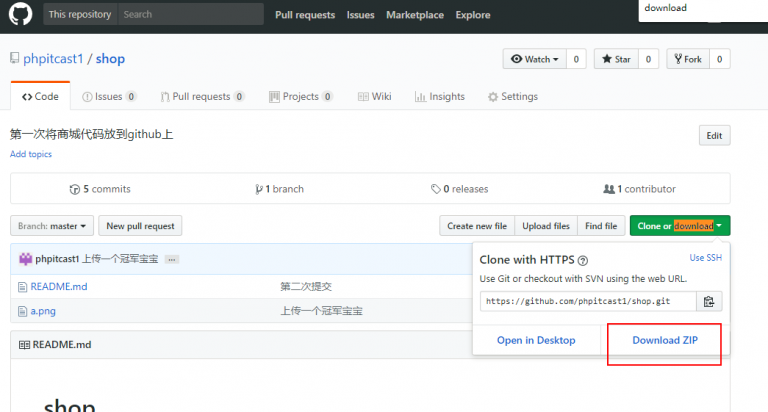 download
This repository Search Pull requests Issues Marketplace Explore
phpitcast1 / shop Watch 0 Star 0 Fork 0
Code Issues 0 Pull requests 0 Projects 0 Wiki Insights Settings
第一次将商城代码放到github上 Edit
Add topics
5 commits 1 branch 0 releases 1 contributor
Branch: master New pull request Create new file Upload files Find file Clone or download
phpitcast1 上传一个冠军宝宝 ...
Clone with HTTPS ? Use SSH
Use Git or checkout with SVN using the web URL.
README.md 第二次提交
https://github.com/phpitcast1/shop.git
a.png 上传一个冠军宝宝
Open in Desktop Download ZIP
README.md
shop